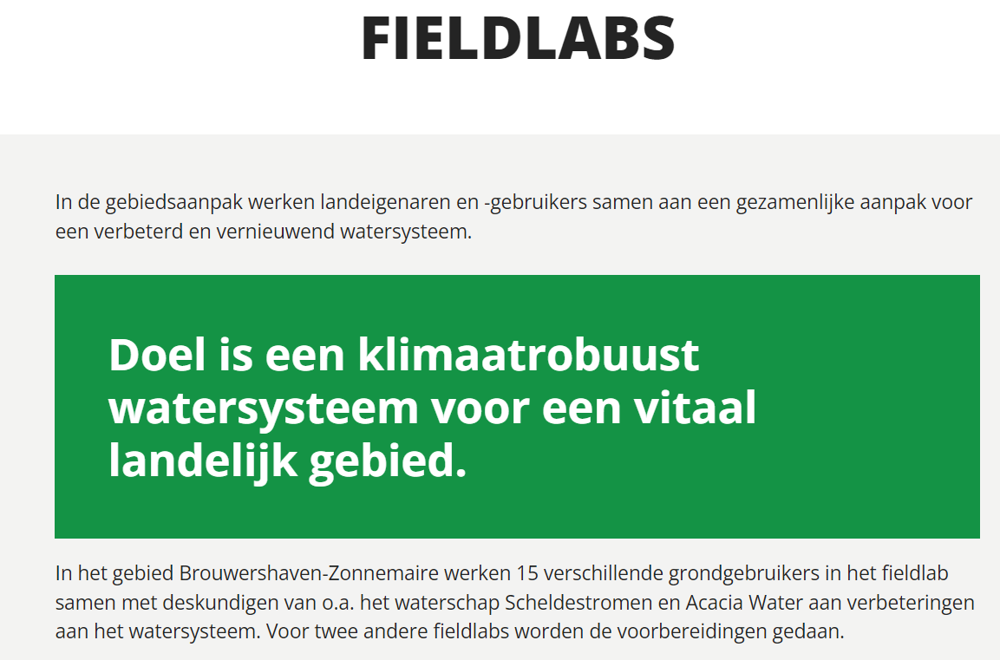 FIELDLABS
In de gebiedsaanpak werken landeigenaren en -gebruikers samen aan een gezamenlijke aanpak voor
een verbeterd en vernieuwend watersysteem.
Doel is een klimaatrobuust
watersysteem voor een vitaal
landelijk gebied.
In het gebied Brouwershaven-Zonnemaire werken 15 verschillende grondgebruikers in het fieldlab
samen met deskundigen van o.a. het waterschap Scheldestromen en Acacia Water aan verbeteringen
aan het watersysteem. Voor twee andere fieldlabs worden de voorbereidingen gedaan.